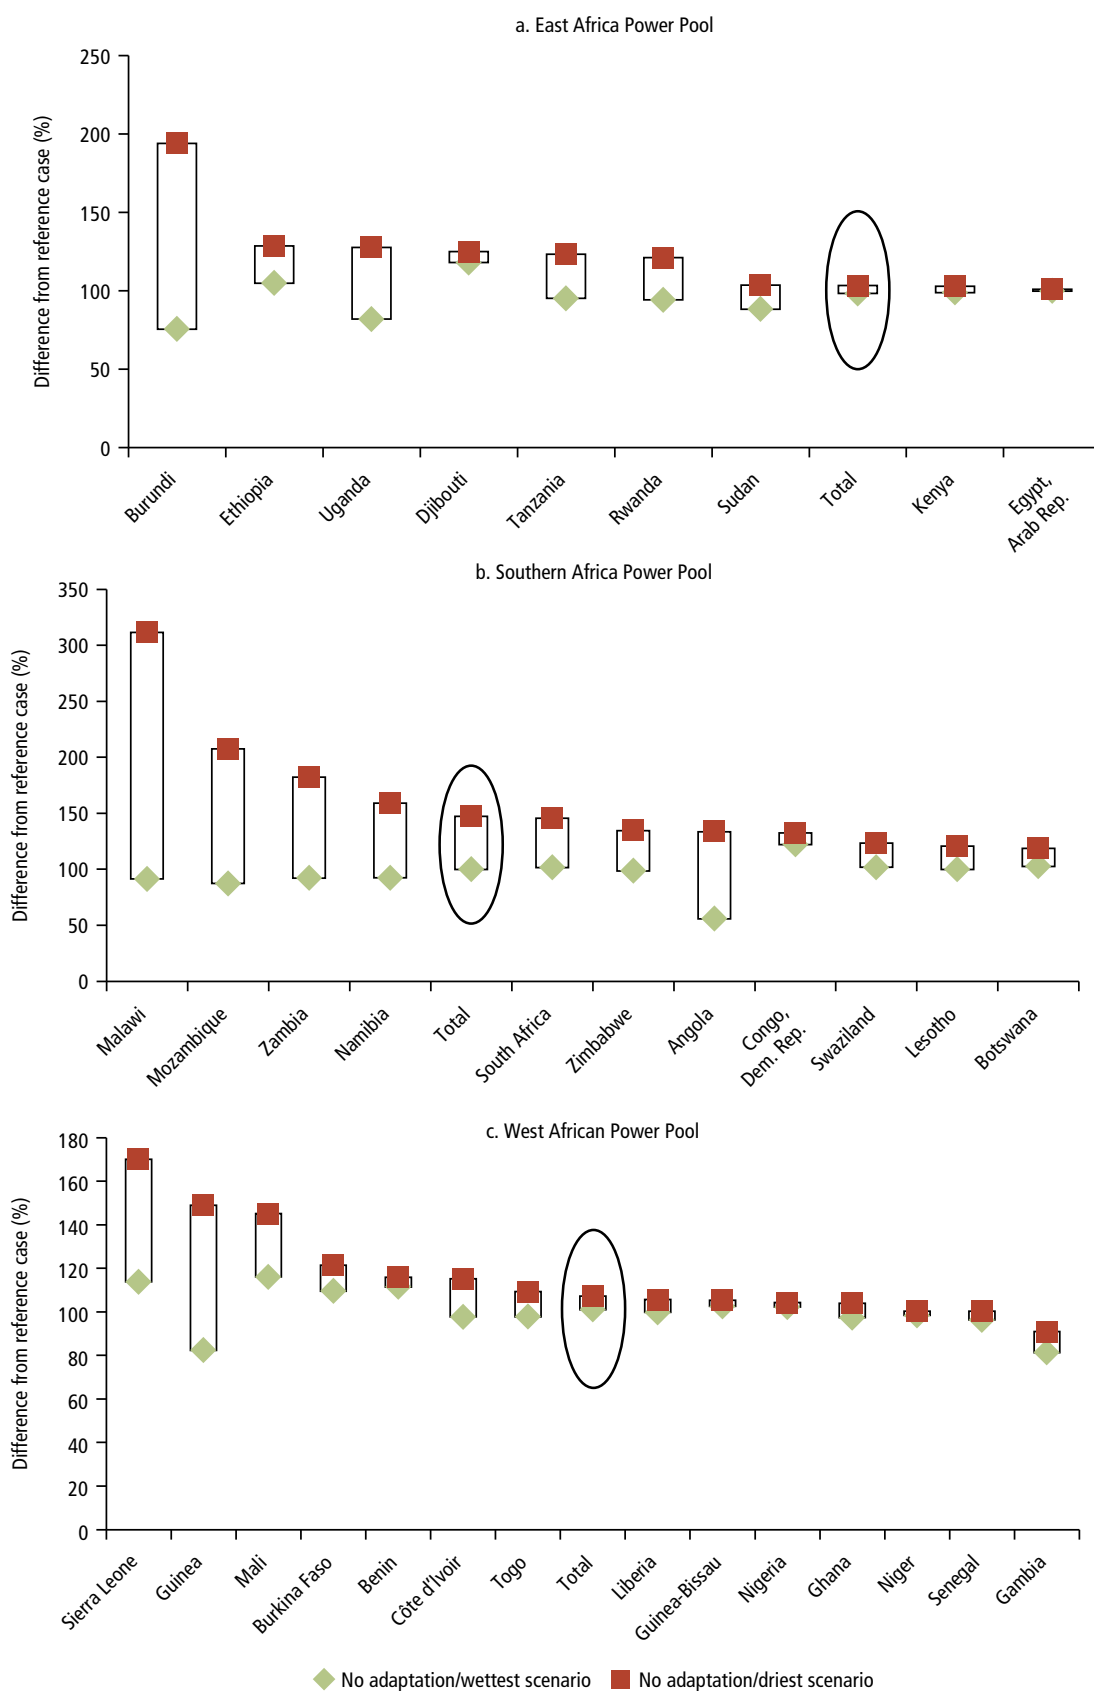 a. East Africa Power Pool
Difference from reference case (%)
250
200
150
100
50
0
Burundi
Ethiopia
Uganda
Djibouti
Tanzania
Rwanda
Sudan
Total
Kenya
Egypt,
Arab Rep.
b. Southern Africa Power Pool
Difference from reference case (%)
350
300
250
200
150
100
50
0
Malawi
Mozambique
Zambia
Namibia
Total
South Africa
Zimbabwe
Angola
Congo,
Dem. Rep.
Swaziland
Lesotho
Botswana
c. West African Power Pool
Difference from reference case (%)
180
160
140
120
100
80
60
40
20
0
Sierra Leone
Guinea
Mali
Burkina Faso
Benin
Côte d'Ivoir
Togo
Total
Liberia
Guinea-Bissau
Nigeria
Ghana
Niger
Senegal
Gambia
No adaptation/wettest scenario
No adaptation/driest scenario